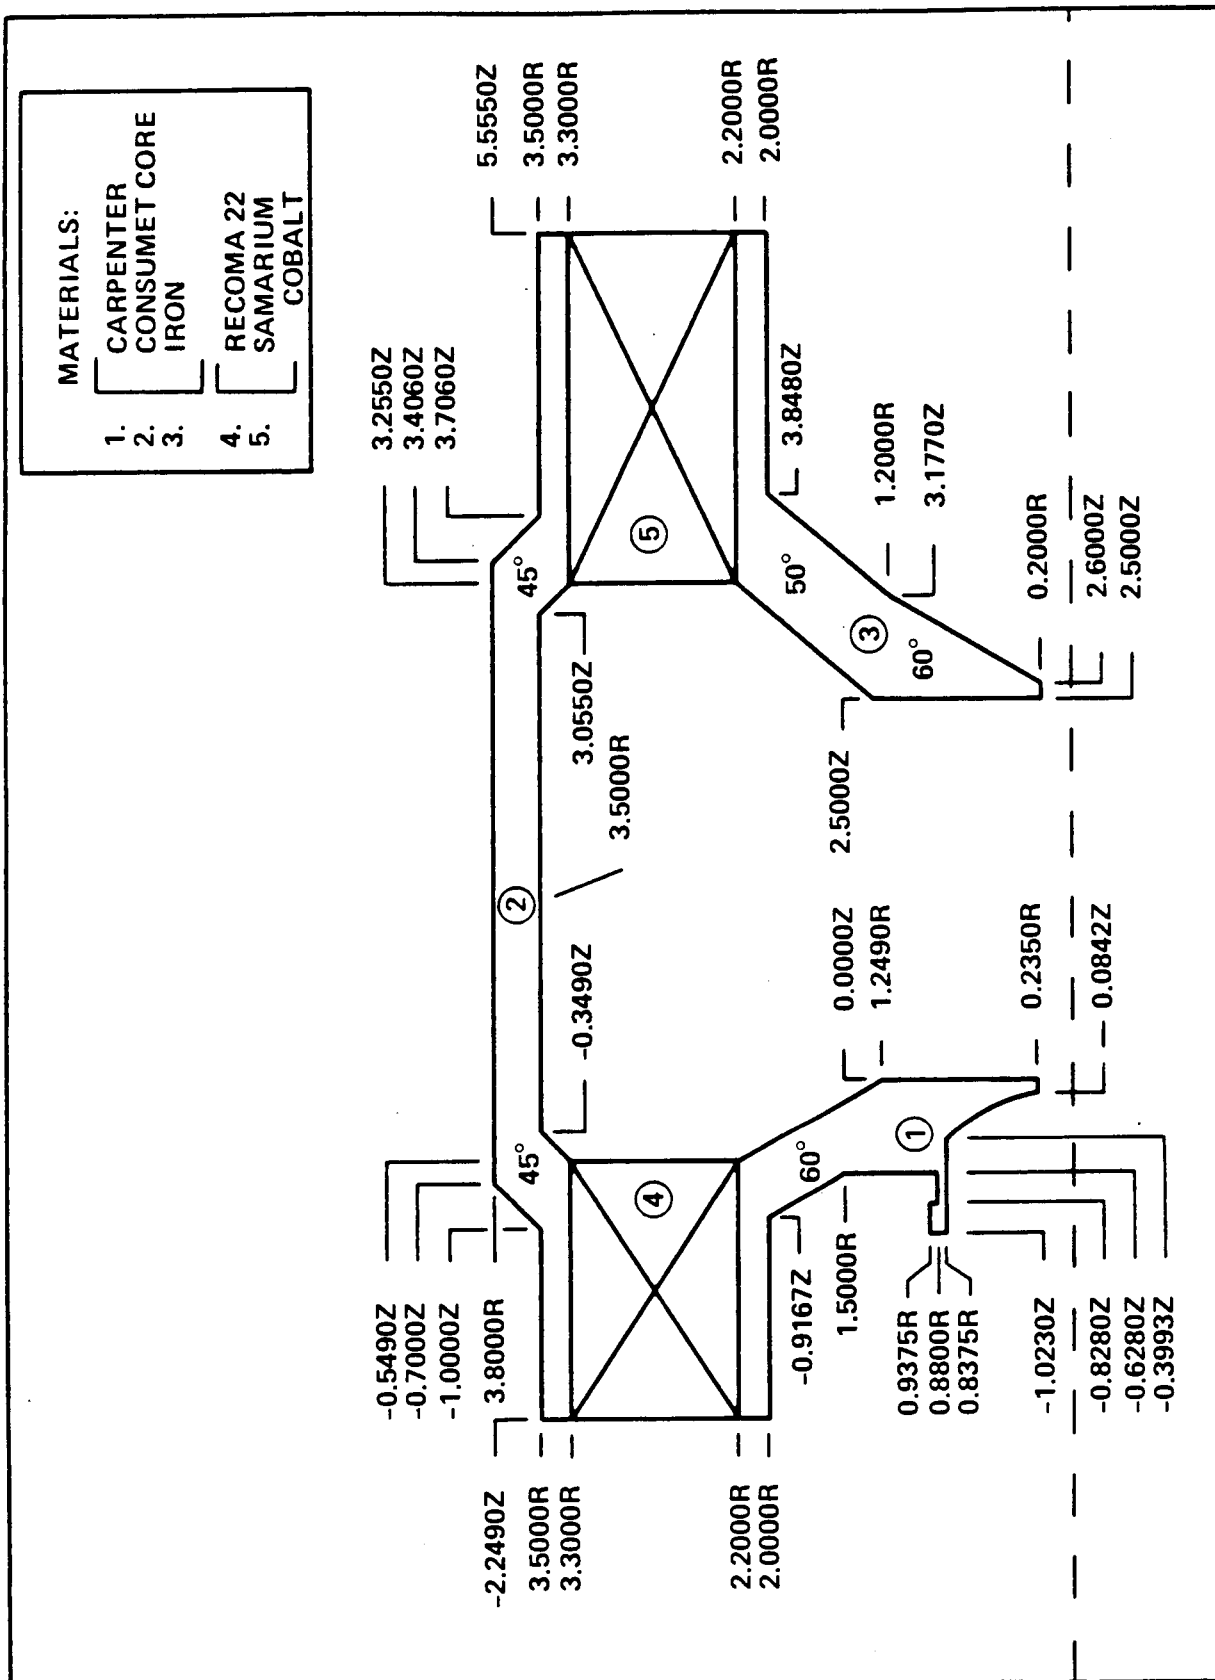 MATERIALS:
1. CARPENTER
2. CONSUMET CORE
3. IRON
4. RECOMA 22
5. SAMARIUM
COBALT
-0.5490Z
-0.7000Z
-1.0000Z
3.8000R
-2.2490Z
3.5000R
3.3000R
2.2000R
2.0000R
3.2550Z
3.4060Z
3.7060Z
5.5550Z
3.5000R
3.3000R
2.2000R
2.0000R
45°
2
45°
-0.3490Z
3.0550Z
3.5000R
4
5
60°
50°
3.8480Z
-0.9167Z
1.5000R
0.0000Z
1.2490R
2.5000Z
3
1.2000R
3.1770Z
1
60°
0.9375R
0.8800R
0.8375R
0.2350R
0.2000R
-1.0230Z
-0.8280Z
-0.6280Z
-0.3993Z
0.0842Z
2.6000Z
2.5000Z